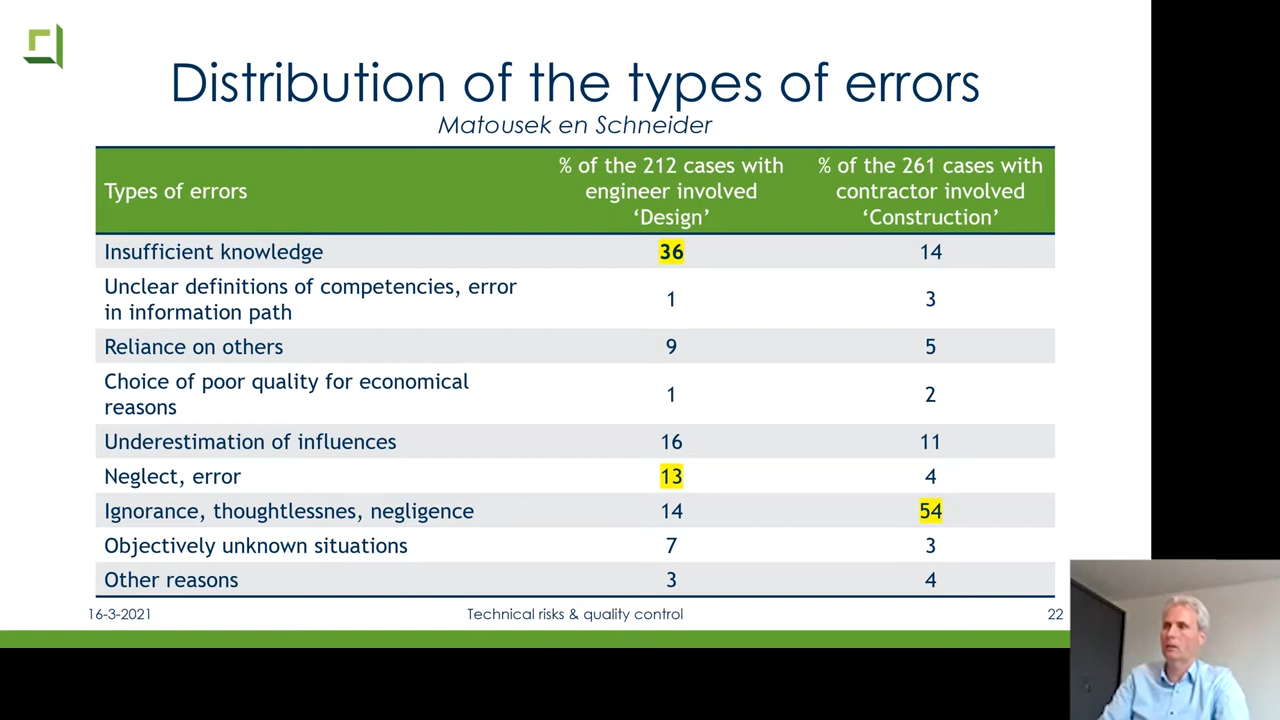 Distribution of the types of errors
Matousek en Schneider
Types of errors
% of the 212 cases with
engineer involved
‘Design’
% of the 261 cases with
contractor involved
‘Construction’
Insufficient knowledge 36 14
Unclear definitions of competencies, error
in information path 1 3
Reliance on others 9 5
Choice of poor quality for economical
reasons 1 2
Underestimation of influences 16 11
Neglect, error 13 4
Ignorance, thoughtlessnes, negligence 14 54
Objectively unknown situations 7 3
Other reasons 3 4
16-3-2021 Technical risks & quality control 22